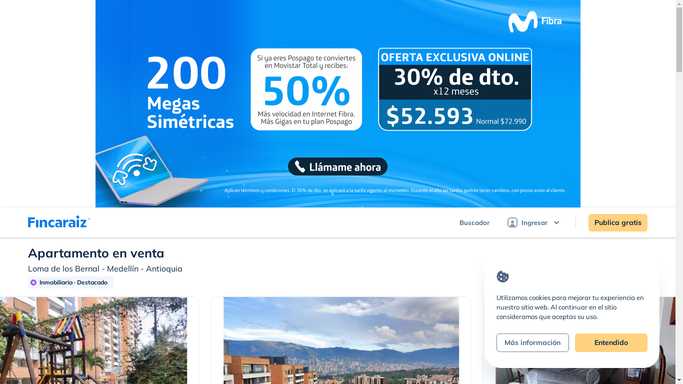 Fibra
200
Megas
Simétricas
Si ya eres Pospago te conviertes
en Movistar Total y recibes.
50%
Más velocidad en Internet Fibra.
Más Gigas en tu plan Pospago
OFERTA EXCLUSIVA ONLINE
30% de dto.
x12 meses
$52.593 Normal $72.990
Llámame ahora
Fincaraiz
Buscador
Ingresar
Publica gratis
Apartamento en venta
Loma de los Bernal - Medellín - Antioquia
Inmobiliario · Destacado
Utilizamos cookies para mejorar tu experiencia en
nuestro sitio web. Al continuar en el sitio
consideramos que aceptas su uso.
Más información
Entendido